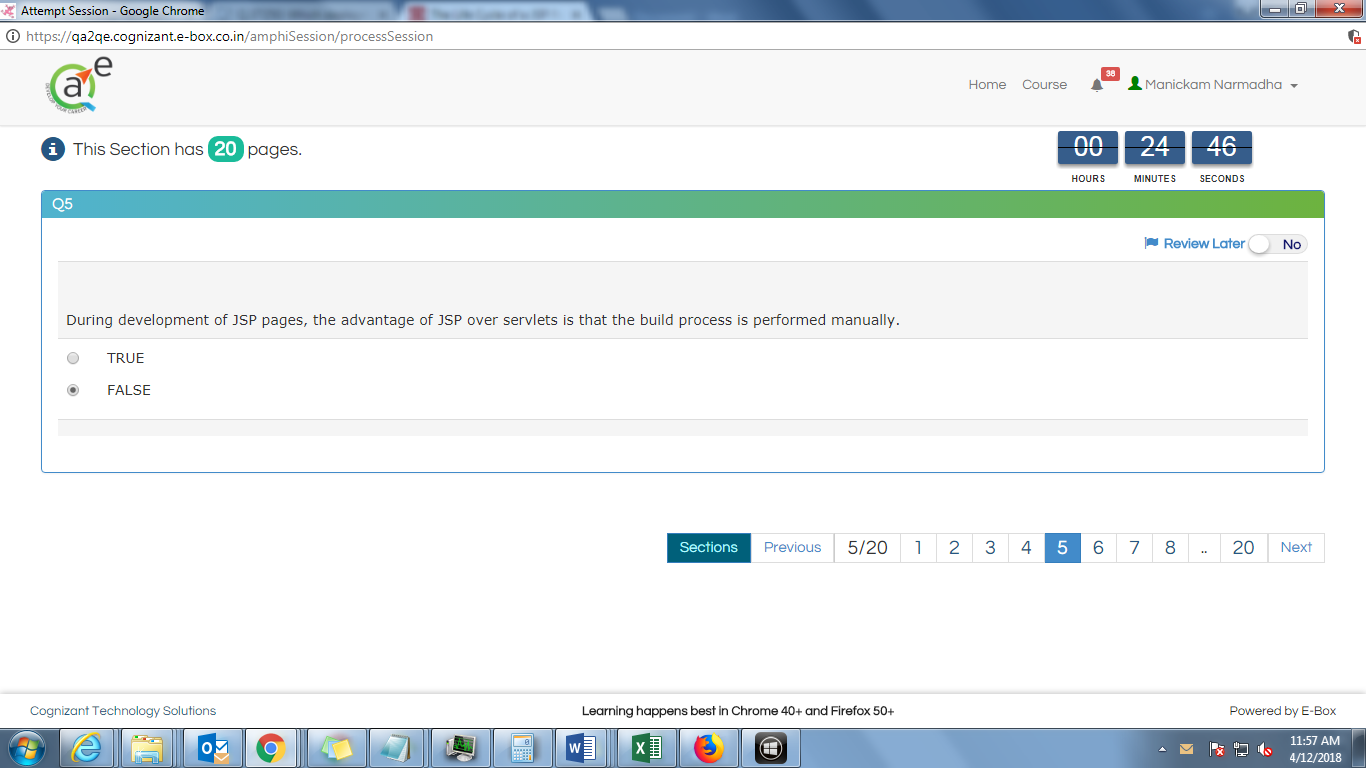 Attempt Session - Google Chrome
https://qa2qe.cognizant.e-box.co.in/amphiSession/processSession
a e
Home Course 38 Manickam Narmadha
This Section has 20 pages.
00 24 46
HOURS MINUTES SECONDS
Q5
Review Later No
During development of JSP pages, the advantage of JSP over servlets is that the build process is performed manually.
TRUE
FALSE
Sections Previous 5/20 1 2 3 4 5 6 7 8 .. 20 Next
Cognizant Technology Solutions Learning happens best in Chrome 40+ and Firefox 50+ Powered by E-Box
11:57 AM
4/12/2018